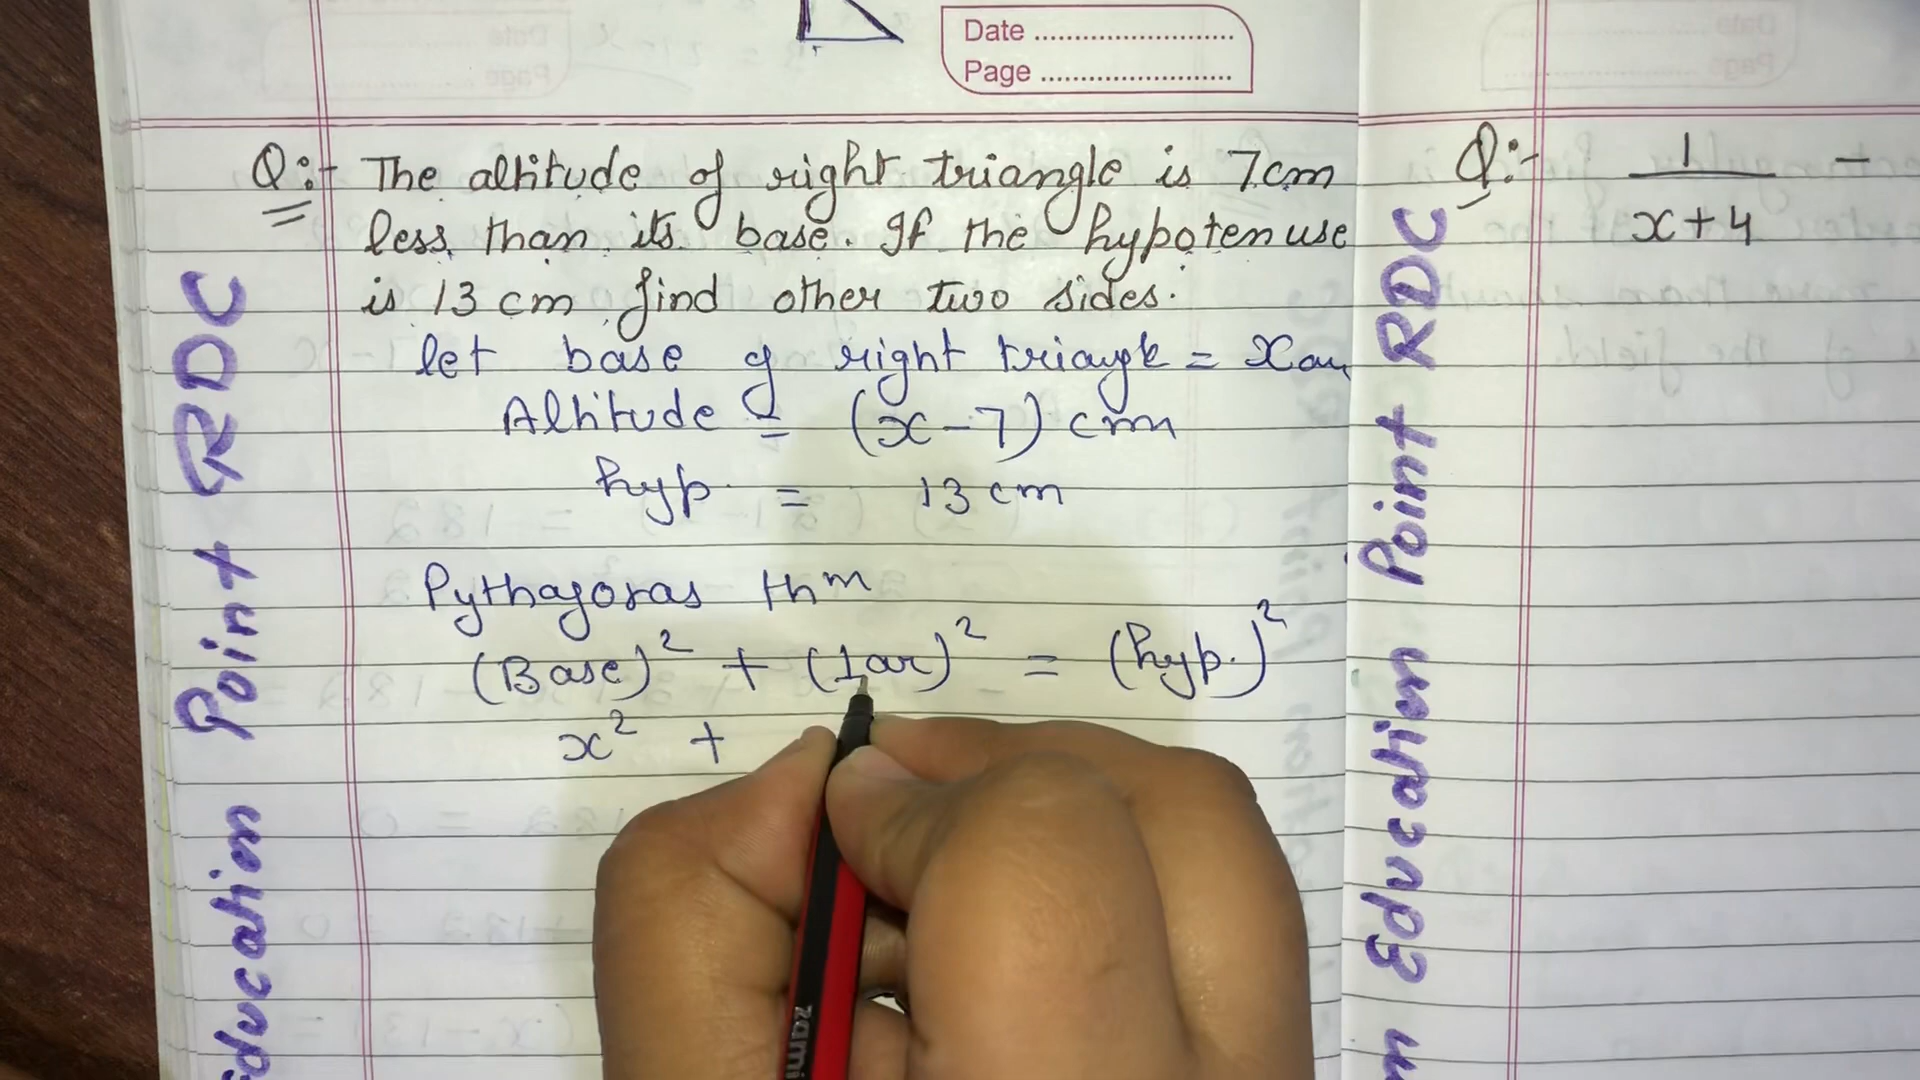 Date ........................
Page ........................
Q:- The altitude of right triangle is 7cm
less than its base. If the hypotenuse
is 13 cm find other two sides.
let base of right triangle = x cm
Altitude = (x-7) cm
hyp. = 13 cm
Pythagoras thm
(Base)² + (lar)² = (hyp.)²
x² +
Education Point RDC
Q:- 1 -
x+4
Education Point RDC